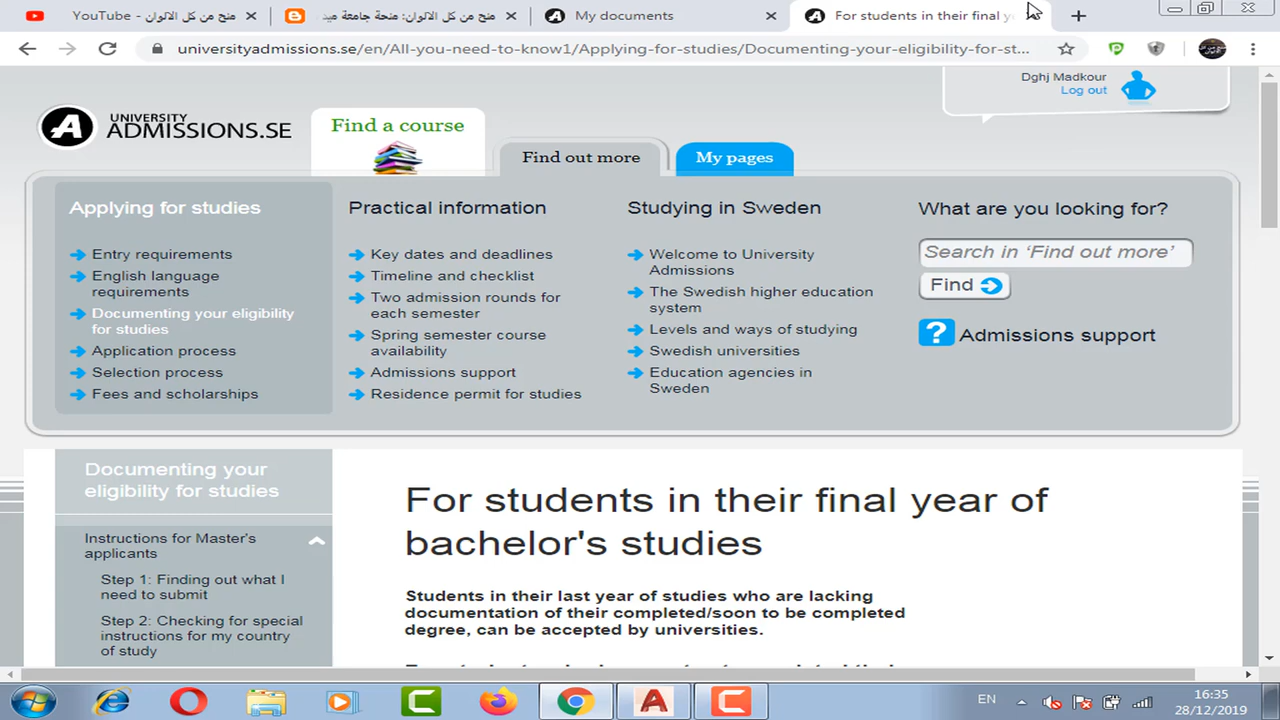 YouTube - منح من كل الالوان
منح من كل الالوان: منحة جامعتة ميد
My documents
For students in their final y
universityadmissions.se/en/All-you-need-to-know1/Applying-for-studies/Documenting-your-eligibility-for-st...
Dghj Madkour
Log out
UNIVERSITY
ADMISSIONS.SE
Find a course
Find out more
My pages
Applying for studies
Entry requirements
English language
requirements
Documenting your eligibility
for studies
Application process
Selection process
Fees and scholarships
Practical information
Key dates and deadlines
Timeline and checklist
Two admission rounds for
each semester
Spring semester course
availability
Admissions support
Residence permit for studies
Studying in Sweden
Welcome to University
Admissions
The Swedish higher education
system
Levels and ways of studying
Swedish universities
Education agencies in
Sweden
What are you looking for?
Search in ‘Find out more’
Find
Admissions support
Documenting your
eligibility for studies
Instructions for Master's
applicants
Step 1: Finding out what I
need to submit
Step 2: Checking for special
instructions for my country
of study
For students in their final year of
bachelor's studies
Students in their last year of studies who are lacking
documentation of their completed/soon to be completed
degree, can be accepted by universities.
EN
16:35
28/12/2019